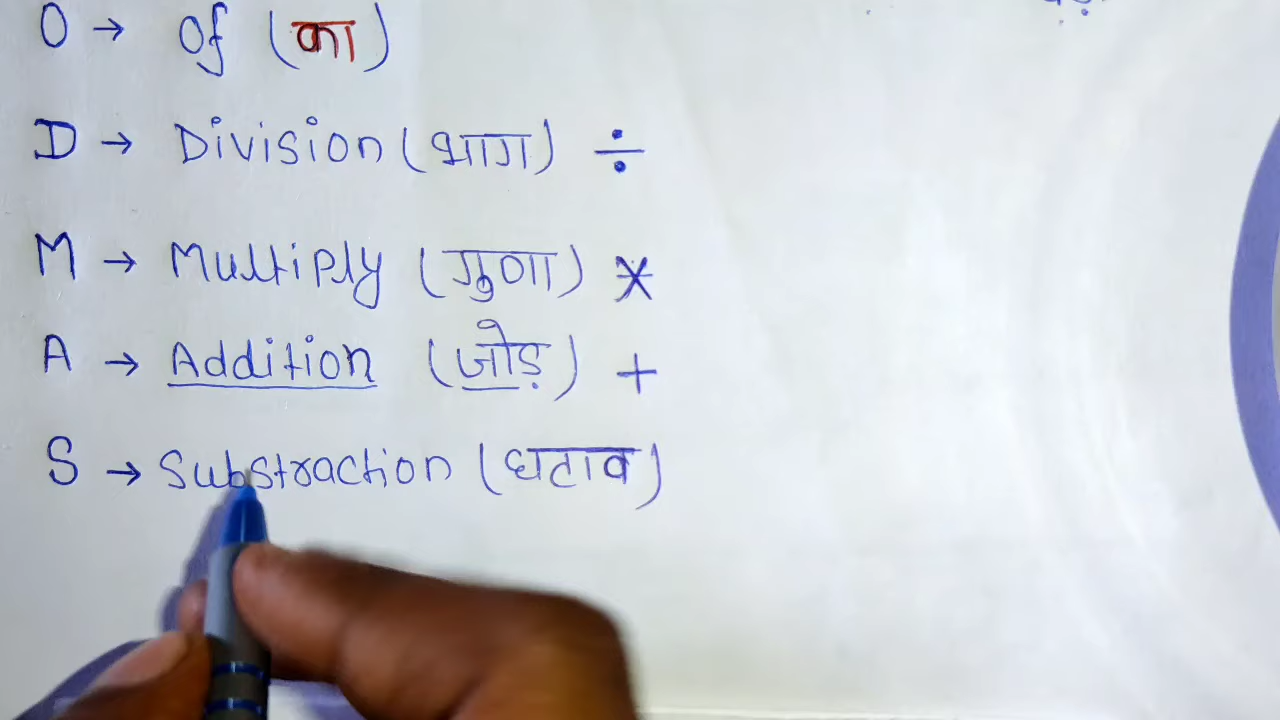 O → Of (का)
D → Division (भाग) ÷
M → Multiply (गुणा) *
A → Addition (जोड़) +
S → Substraction (घटाव)